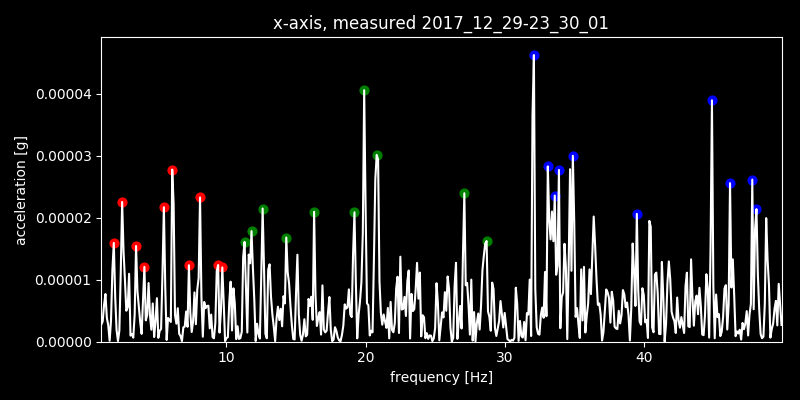 x-axis, measured 2017_12_29-23_30_01
acceleration [g]
0.00004
0.00003
0.00002
0.00001
0.00000
10 20 30 40
frequency [Hz]